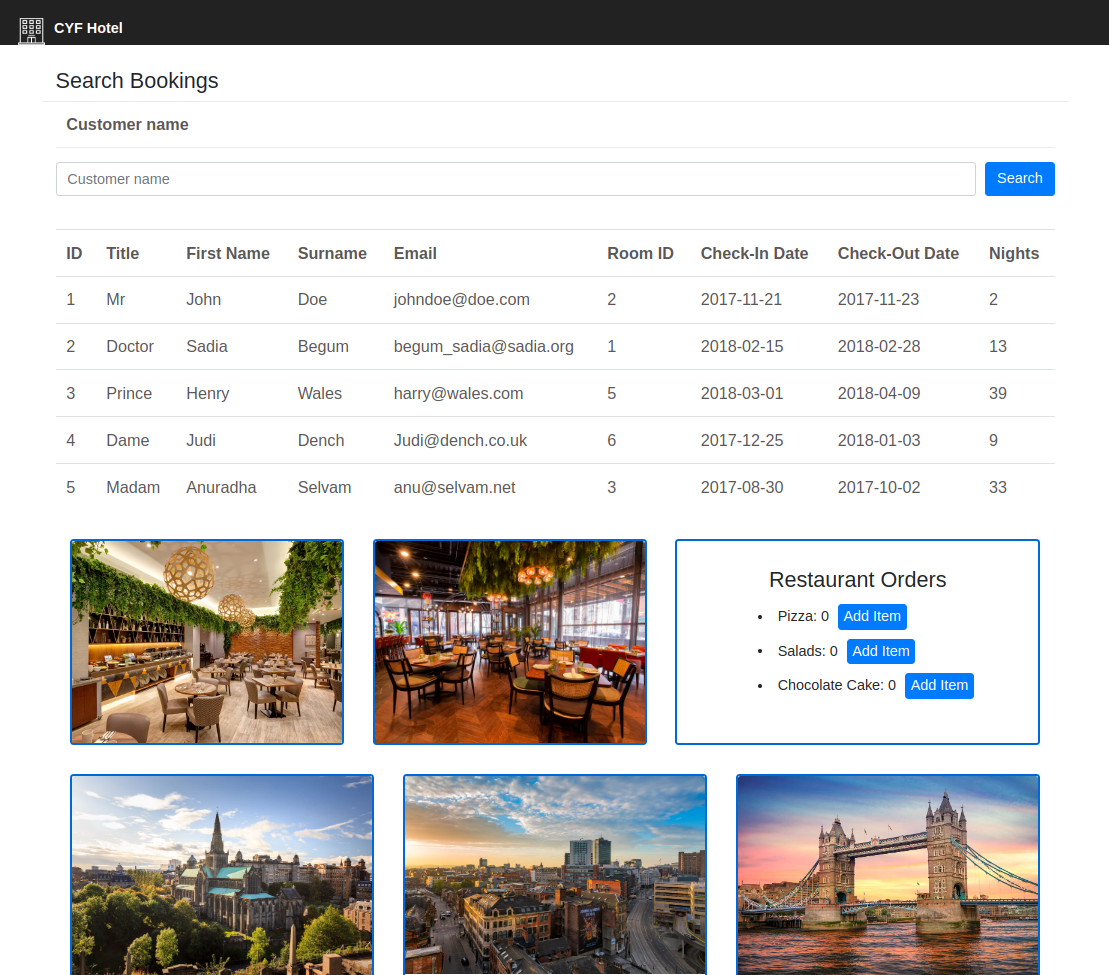 CYF Hotel
Search Bookings
Customer name
Customer name Search
ID Title First Name Surname Email Room ID Check-In Date Check-Out Date Nights
1 Mr John Doe johndoe@doe.com 2 2017-11-21 2017-11-23 2
2 Doctor Sadia Begum begum_sadia@sadia.org 1 2018-02-15 2018-02-28 13
3 Prince Henry Wales harry@wales.com 5 2018-03-01 2018-04-09 39
4 Dame Judi Dench Judi@dench.co.uk 6 2017-12-25 2018-01-03 9
5 Madam Anuradha Selvam anu@selvam.net 3 2017-08-30 2017-10-02 33
Restaurant Orders
• Pizza: 0 Add Item
• Salads: 0 Add Item
• Chocolate Cake: 0 Add Item